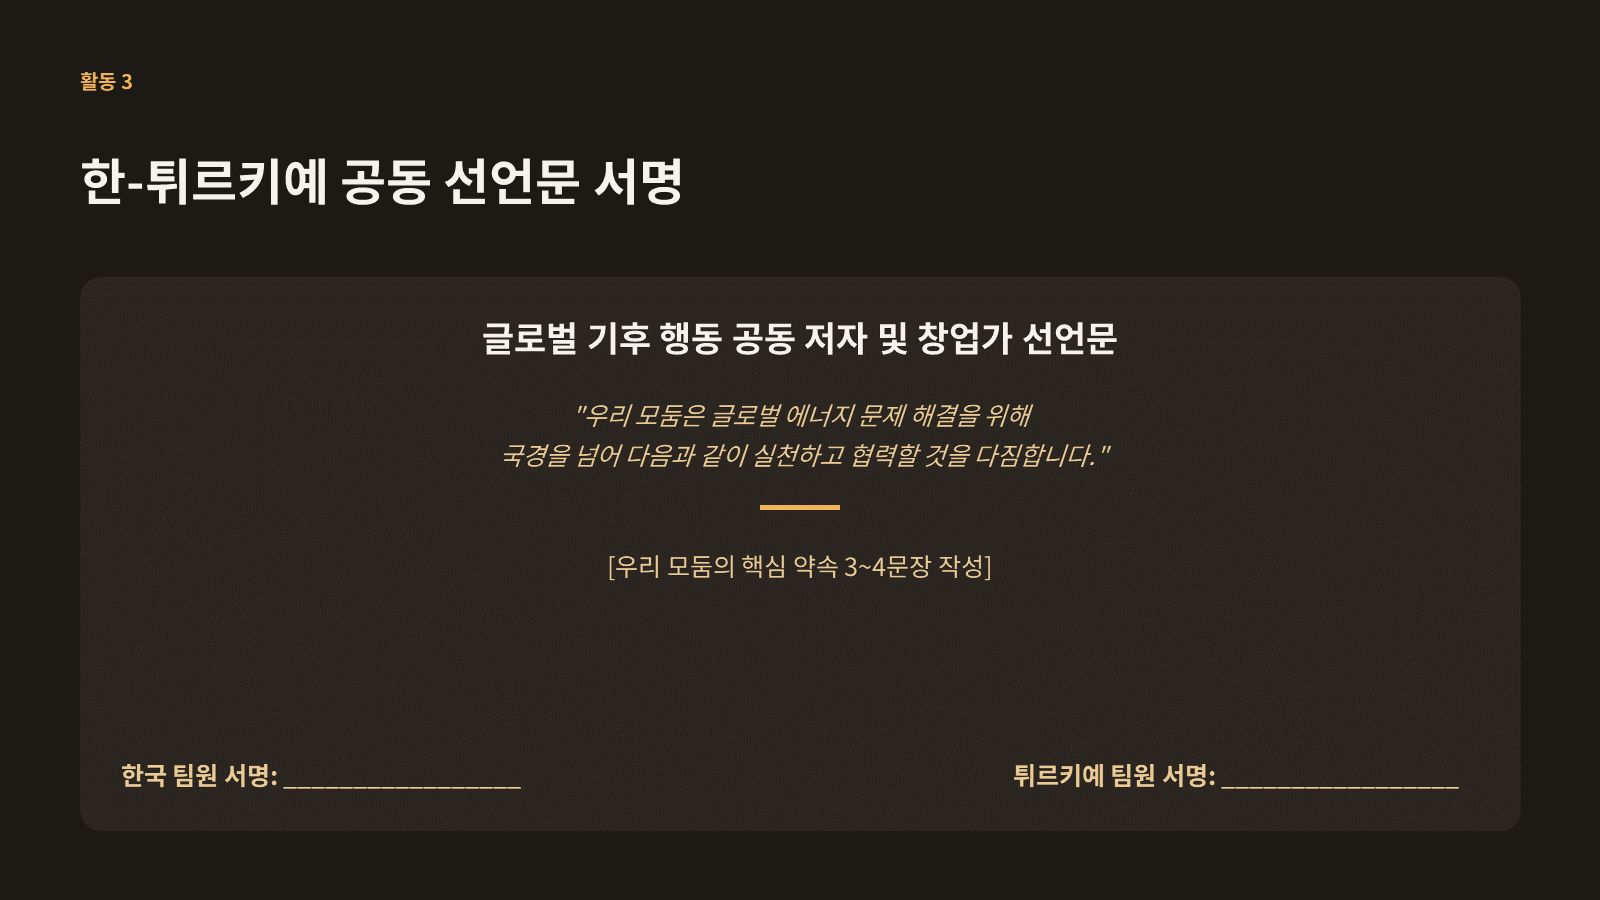 활동 3
한-튀르키예 공동 선언문 서명
글로벌 기후 행동 공동 저자 및 창업가 선언문
"우리 모둠은 글로벌 에너지 문제 해결을 위해
국경을 넘어 다음과 같이 실천하고 협력할 것을 다짐합니다."
[우리 모둠의 핵심 약속 3~4문장 작성]
한국 팀원 서명: _________________
튀르키예 팀원 서명: _________________